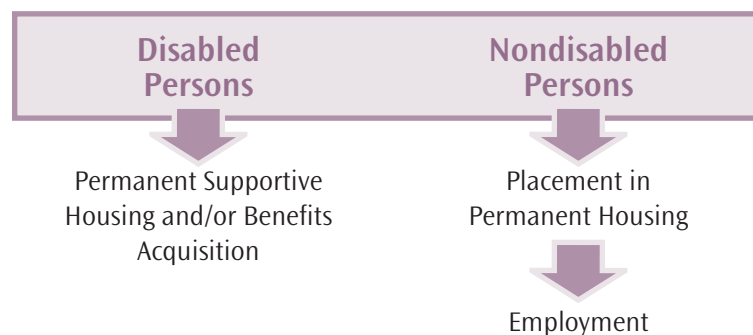 Disabled
Persons
Permanent Supportive
Housing and/or Benefits
Acquisition
Nondisabled
Persons
Placement in
Permanent Housing
Employment